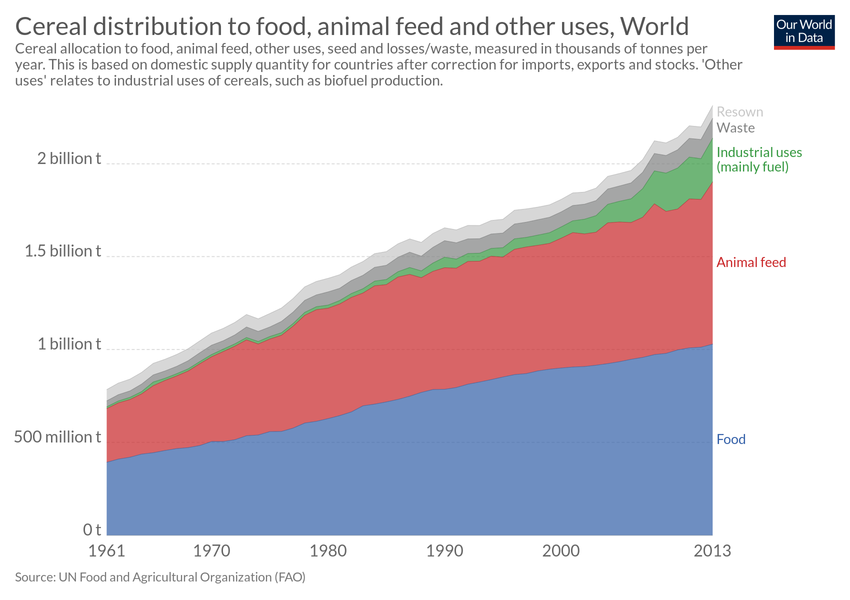 Cereal distribution to food, animal feed and other uses, World
Our World
in Data
Cereal allocation to food, animal feed, other uses, seed and losses/waste, measured in thousands of tonnes per
year. This is based on domestic supply quantity for countries after correction for imports, exports and stocks. 'Other
uses' relates to industrial uses of cereals, such as biofuel production.
Resown
Waste
Industrial uses
(mainly fuel)
2 billion t
1.5 billion t
Animal feed
1 billion t
500 million t
Food
0 t
1961
1970
1980
1990
2000
2013
Source: UN Food and Agricultural Organization (FAO)